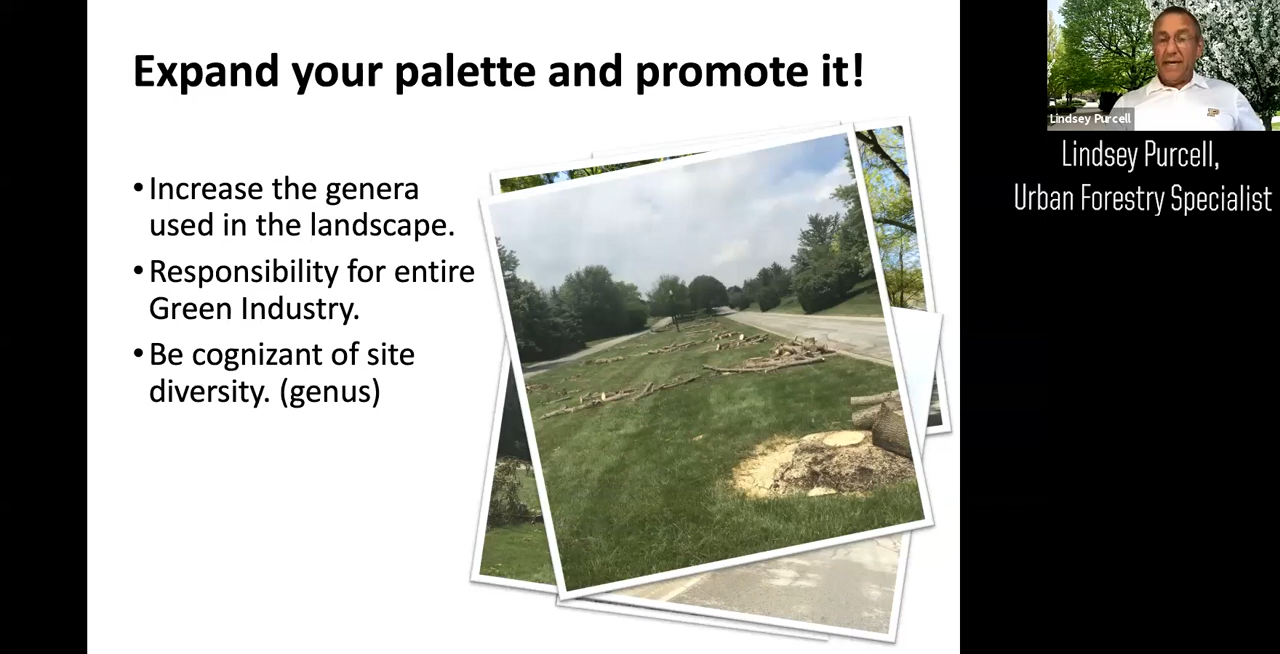 Expand your palette and promote it!
• Increase the genera
used in the landscape.
• Responsibility for entire
Green Industry.
• Be cognizant of site
diversity. (genus)
Lindsey Purcell
Lindsey Purcell,
Urban Forestry Specialist